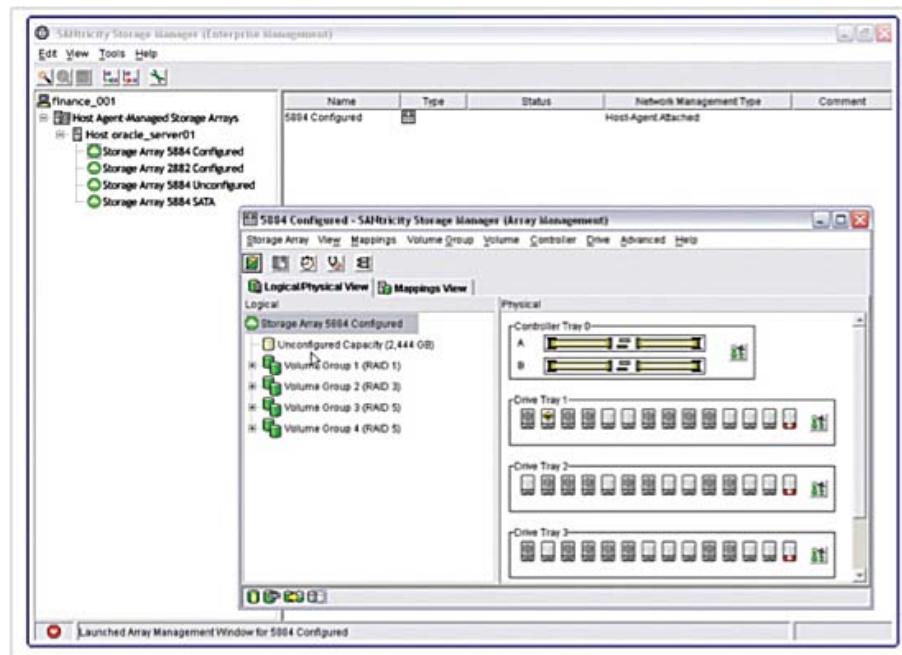 SANtricity Storage Manager (Enterprise Management)
Edit View Tools Help
finance_001
Host Agent-Managed Storage Arrays
Host oracle_server01
Storage Array 5884 Configured
Storage Array 2882 Configured
Storage Array 5884 Unconfigured
Storage Array 5884 SATA
Name Type Status Network Management Type Comment
5884 Configured Host-Agent Attached
5884 Configured - SANtricity Storage Manager (Array Management)
Storage Array View Mappings Volume Group Volume Controller Drive Advanced Help
Logical/Physical View Mappings View
Logical
Storage Array 5884 Configured
Unconfigured Capacity (2,444 GB)
Volume Group 1 (RAID 1)
Volume Group 2 (RAID 3)
Volume Group 3 (RAID 5)
Volume Group 4 (RAID 5)
Physical
Controller Tray 0
A
B
Drive Tray 1
Drive Tray 2
Drive Tray 3
Launched Array Management Window for 5884 Configured